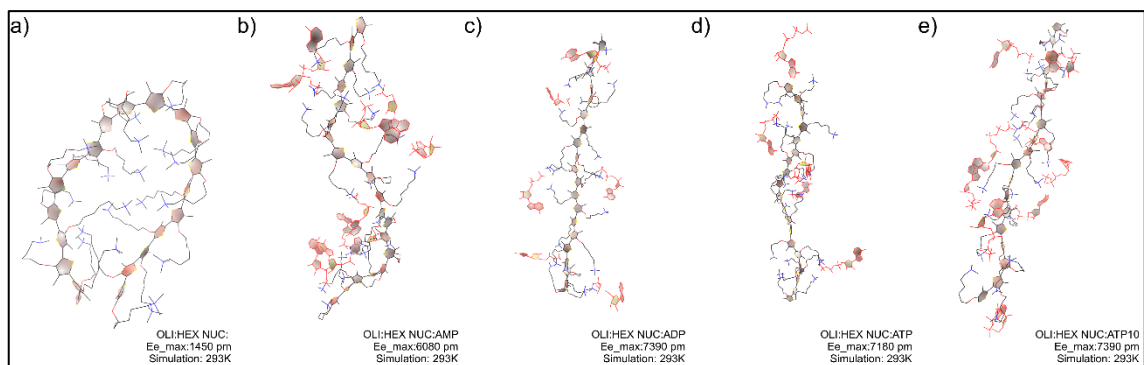 a)
b)
c)
d)
e)
OLI:HEX NUC:
Ee_max:1450 pm
Simulation: 293K
OLI:HEX NUC:AMP
Ee_max:6080 pm
Simulation: 293K
OLI:HEX NUC:ADP
Ee_max:7390 pm
Simulation: 293K
OLI:HEX NUC:ATP
Ee_max:7180 pm
Simulation: 293K
OLI:HEX NUC:ATP10
Ee_max:7390 pm
Simulation: 293K